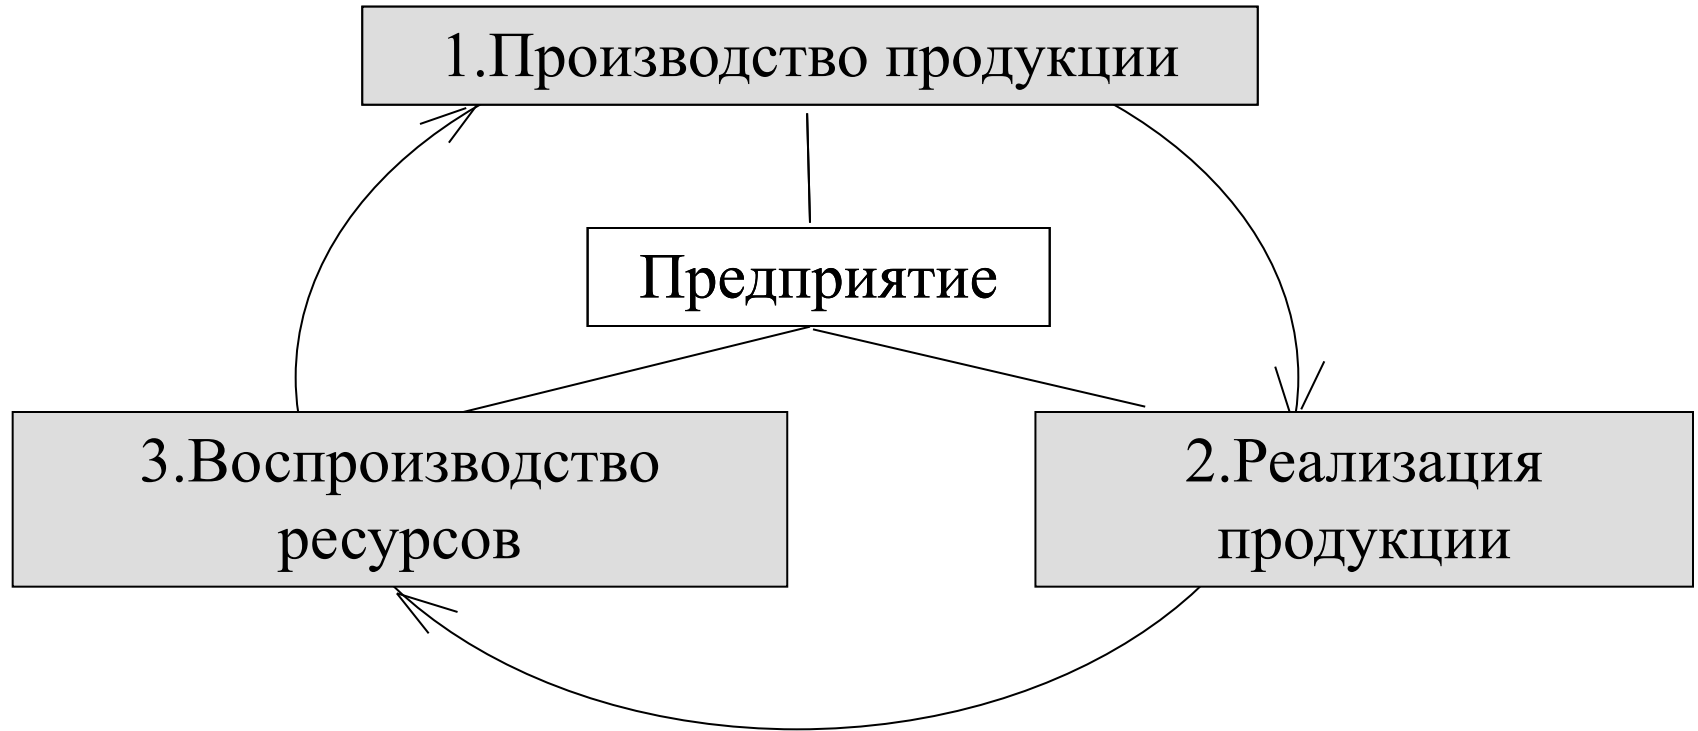 1.Производство продукции
Предприятие
3.Воспроизводство
ресурсов
2.Реализация
продукции